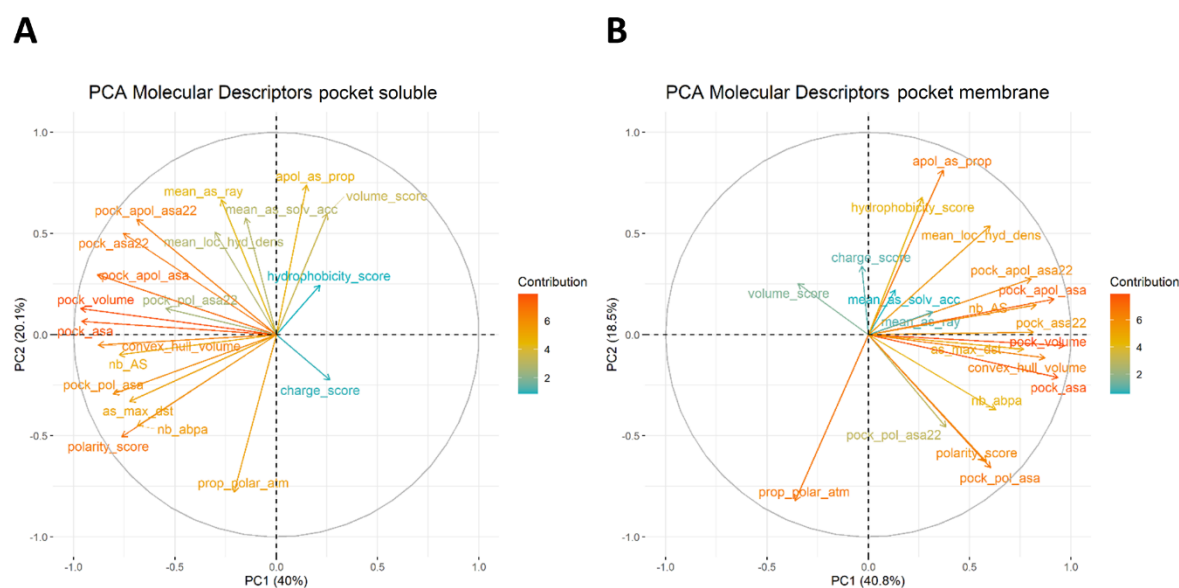 A
PCA Molecular Descriptors pocket soluble
1.0
0.5
0.0
-0.5
-1.0
PC2 (20.1%)
apol_as_prop
mean_as_ray
volume_score
pock_apol_asa22
mean_as_solv_acc
pock_asa22
mean_loc_hyd_dens
pock_apol_asa
hydrophobicity_score
pock_volume
pock_pol_asa22
pock_asa
convex_hull_volume
nb_AS
pock_pol_asa
charge_score
as_max_dst
nb_abpa
polarity_score
prop_polar_atm
-1.0
-0.5
0.0
0.5
1.0
PC1 (40%)
Contribution
6
4
2
B
PCA Molecular Descriptors pocket membrane
1.0
0.5
0.0
-0.5
-1.0
PC2 (18.5%)
apol_as_prop
hydrophobicity_score
mean_loc_hyd_dens
charge_score
pock_apol_asa22
volume_score
mean_as_solv_acc
pock_apol_asa
nb_AS
mean_as_ray
pock_asa22
pock_volume
as_max_dst
convex_hull_volume
pock_asa
nb_abpa
pock_pol_asa22
polarity_score
pock_pol_asa
prop_polar_atm
-1.0
-0.5
0.0
0.5
1.0
PC1 (40.8%)
Contribution
6
4
2